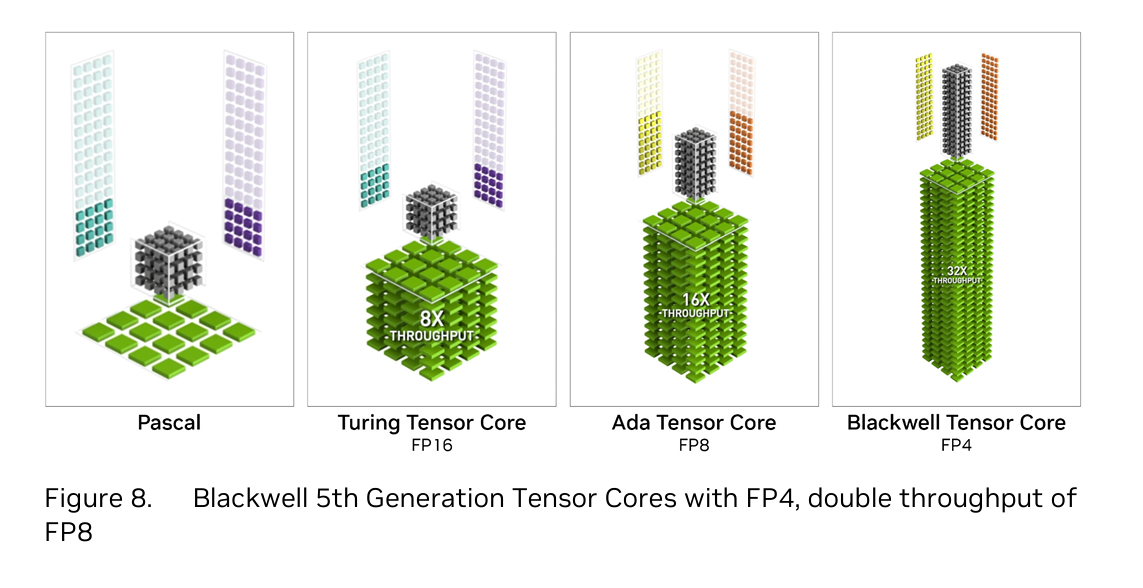 8X
THROUGHPUT
16X
THROUGHPUT
32X
THROUGHPUT
Pascal
Turing Tensor Core
FP16
Ada Tensor Core
FP8
Blackwell Tensor Core
FP4
Figure 8. Blackwell 5th Generation Tensor Cores with FP4, double throughput of
FP8